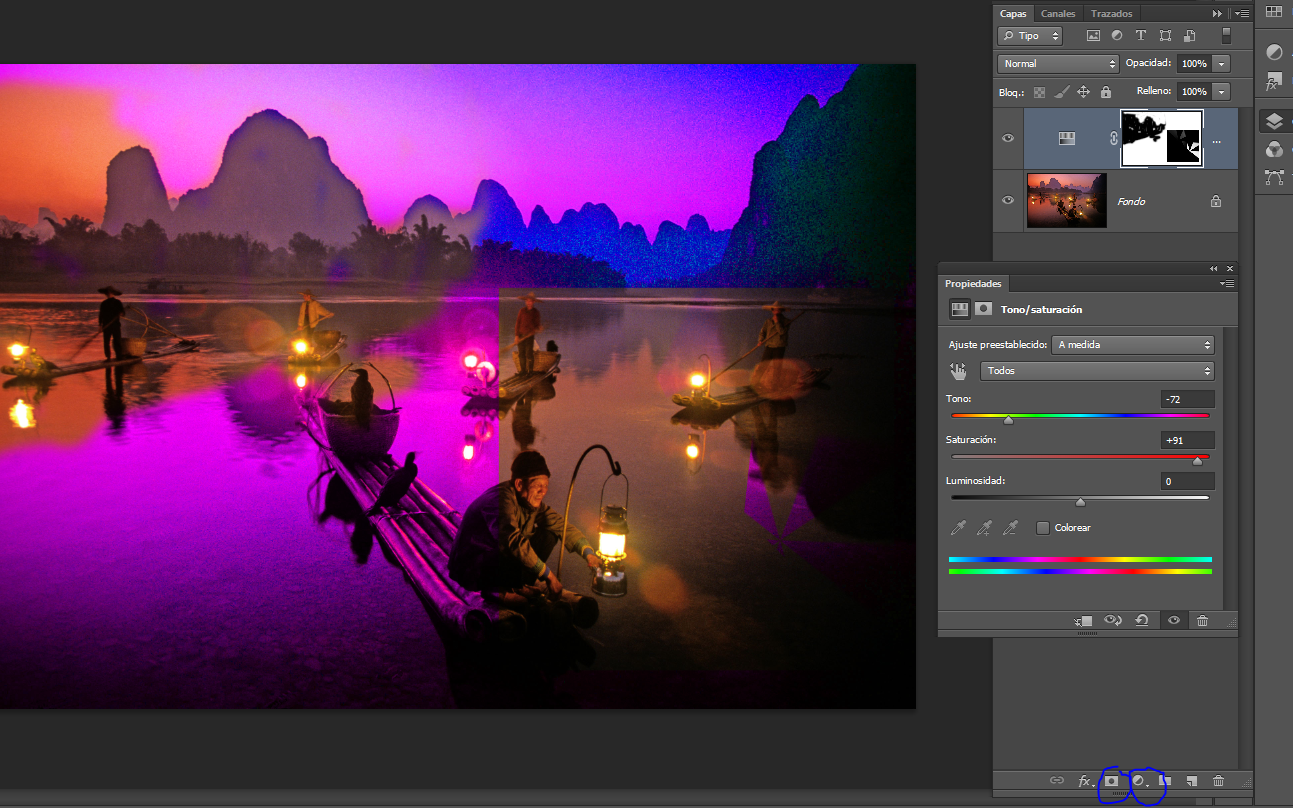 Capas Canales Trazados
Tipo T
Normal Opacidad: 100%
Bloq.: Relleno: 100%
...
Fondo
Propiedades
Tono/saturación
Ajuste preestablecido: A medida
Todos
Tono: -72
Saturación: +91
Luminosidad: 0
Colorear
fx